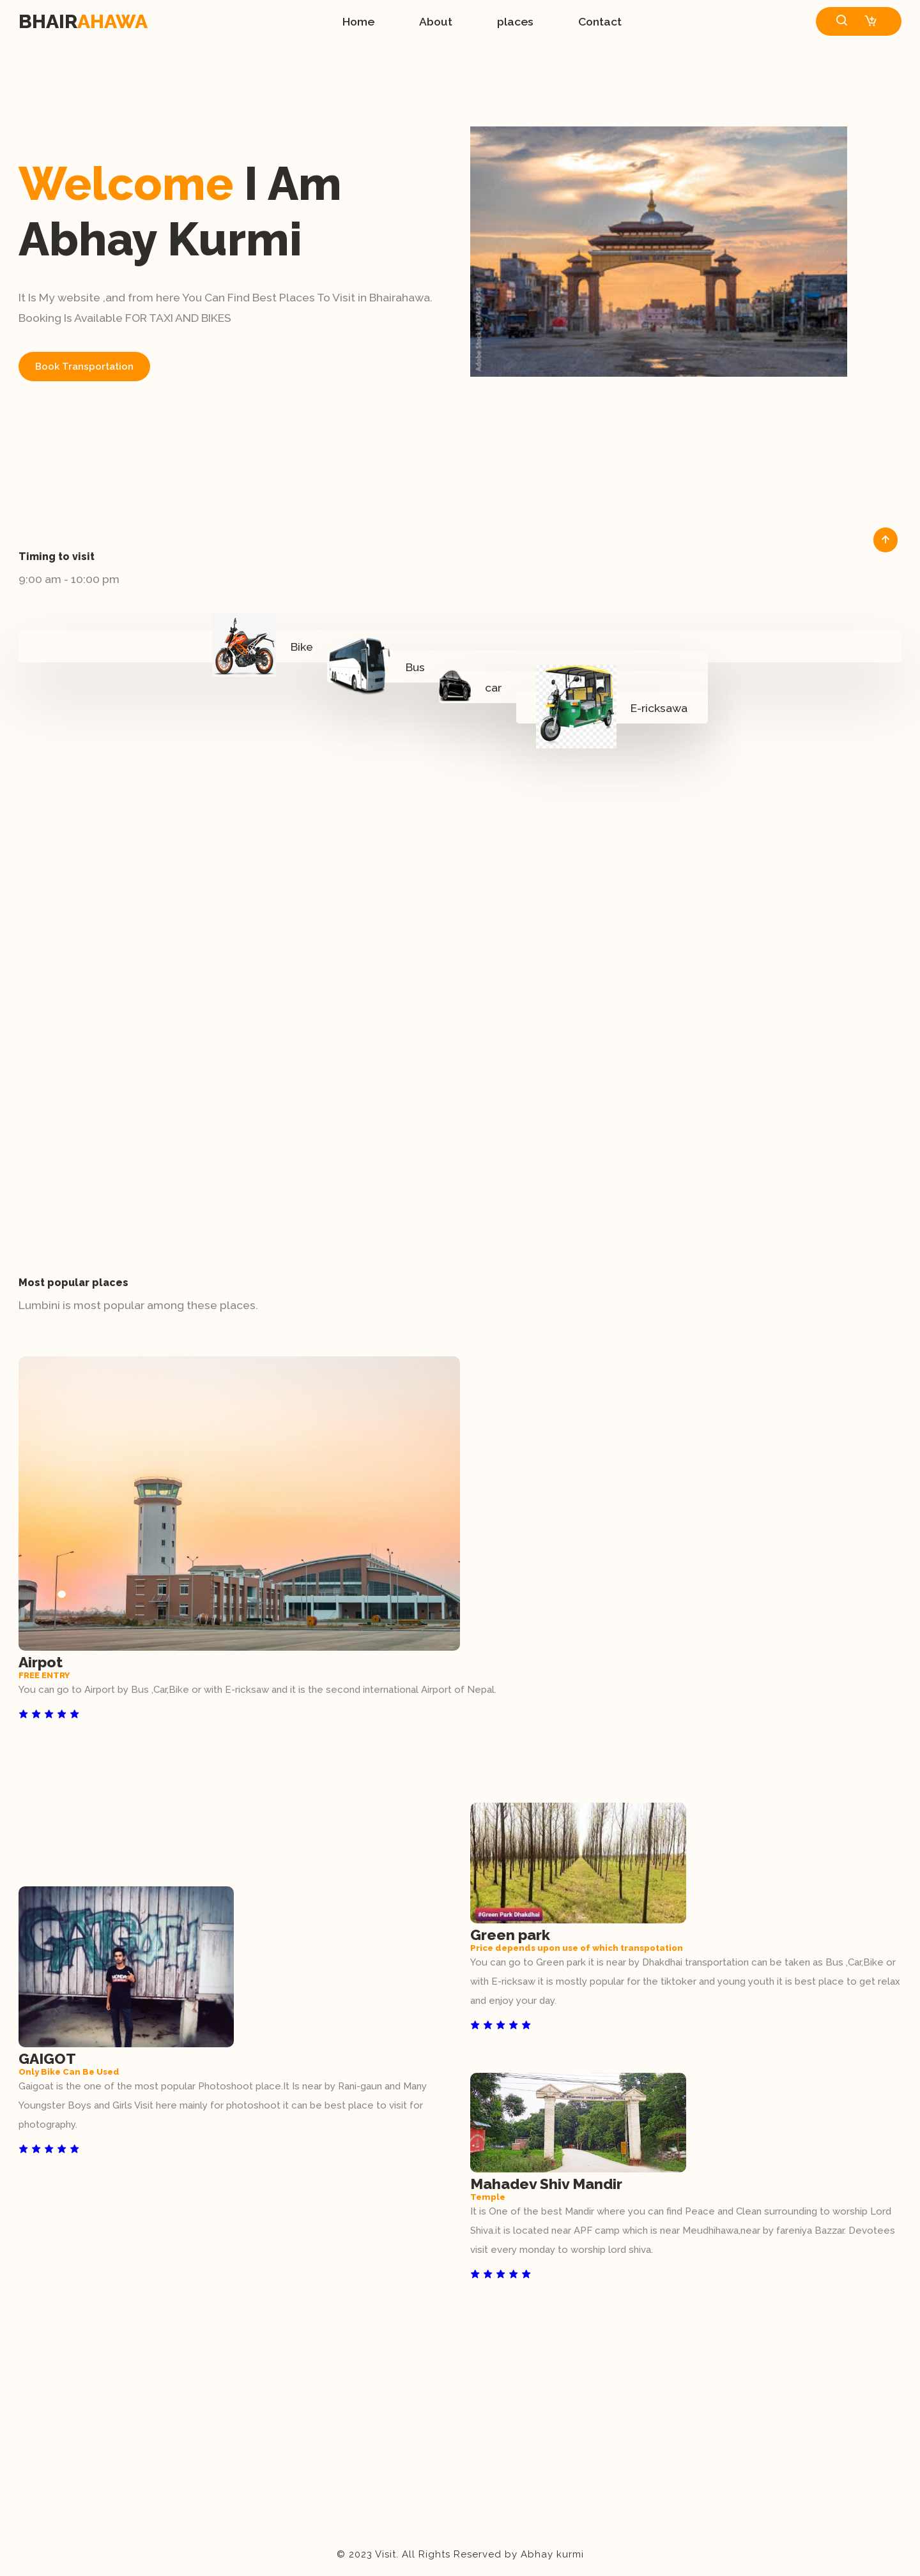 BHAIRAHAWA
Home About places Contact
Welcome I Am
Abhay Kurmi
It Is My website ,and from here You Can Find Best Places To Visit in Bhairahawa.
Booking Is Available FOR TAXI AND BIKES
Book Transportation
LUMBINI GATE
Adobe Stock
Timing to visit
9:00 am - 10:00 pm
Bike
Bus
car
E-ricksawa
Most popular places
Lumbini is most popular among these places.
Airpot
FREE ENTRY
You can go to Airport by Bus ,Car,Bike or with E-ricksaw and it is the second international Airport of Nepal.
#Green Park Dhakdhai
Green park
Price depends upon use of which transpotation
You can go to Green park it is near by Dhakdhai transportation can be taken as Bus ,Car,Bike or
with E-ricksaw it is mostly popular for the tiktoker and young youth it is best place to get relax
and enjoy your day.
GAIGOT
Only Bike Can Be Used
Gaigoat is the one of the most popular Photoshoot place.It Is near by Rani-gaun and Many
Youngster Boys and Girls Visit here mainly for photoshoot it can be best place to visit for
photography.
Mahadev Shiv Mandir
Temple
It is One of the best Mandir where you can find Peace and Clean surrounding to worship Lord
Shiva.it is located near APF camp which is near Meudhihawa,near by fareniya Bazzar. Devotees
visit every monday to worship lord shiva.
© 2023 Visit. All Rights Reserved by Abhay kurmi